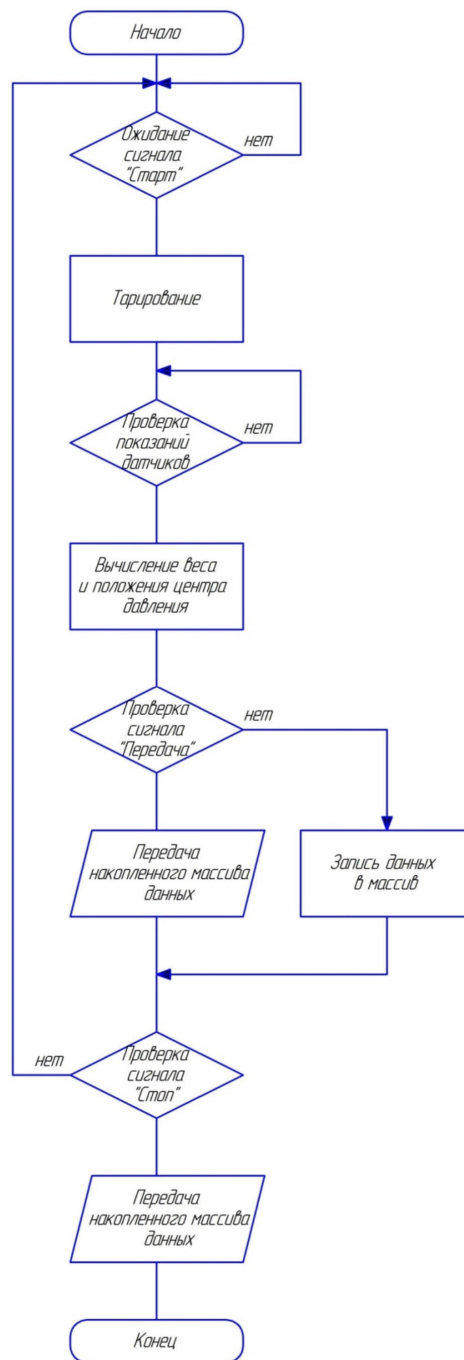 Начало
Ожидание
сигнала
"Старт"
нет
Тарирование
Проверка
показаний
датчиков
нет
Вычисление веса
и положения центра
давления
Проверка
сигнала
"Передача"
нет
Передача
накопленного массива
данных
Запись данных
в массив
нет
Проверка
сигнала
"Стоп"
Передача
накопленного массива
данных
Конец